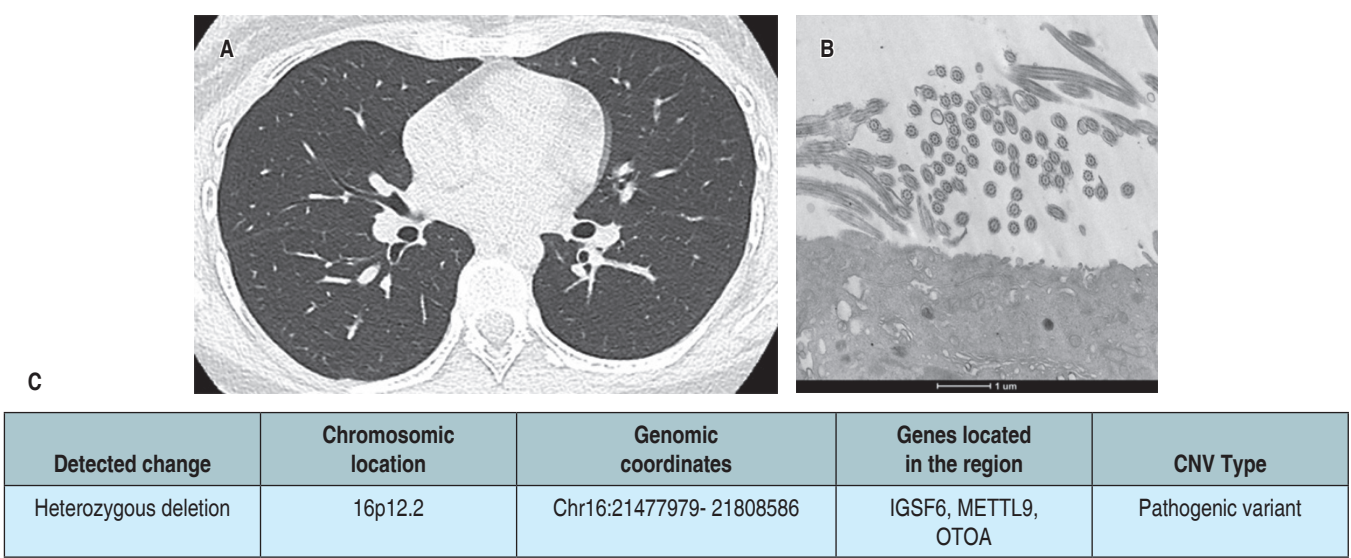 A
B
1 um
C
Detected change
Chromosomic
location
Genomic
coordinates
Genes located
in the region
CNV Type
Heterozygous deletion
16p12.2
Chr16:21477979- 21808586
IGSF6, METTL9,
OTOA
Pathogenic variant